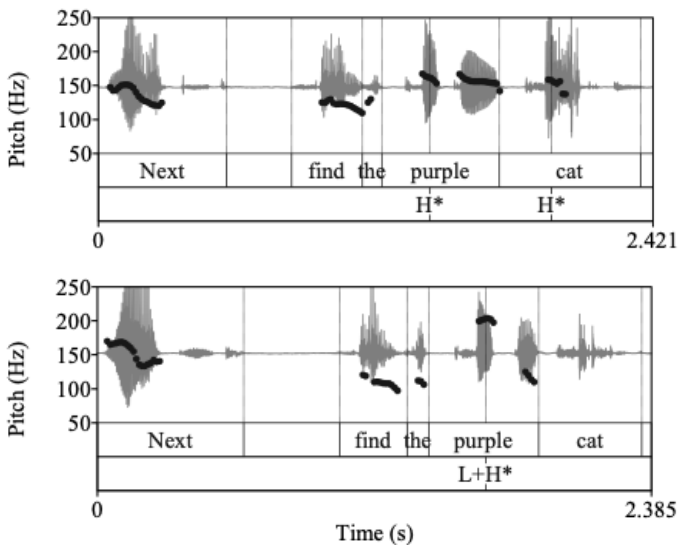 250
200
150
100
50
Pitch (Hz)
Next find the purple cat
H* H*
0 2.421
250
200
150
100
50
Pitch (Hz)
Next find the purple cat
L+H*
0 2.385
Time (s)